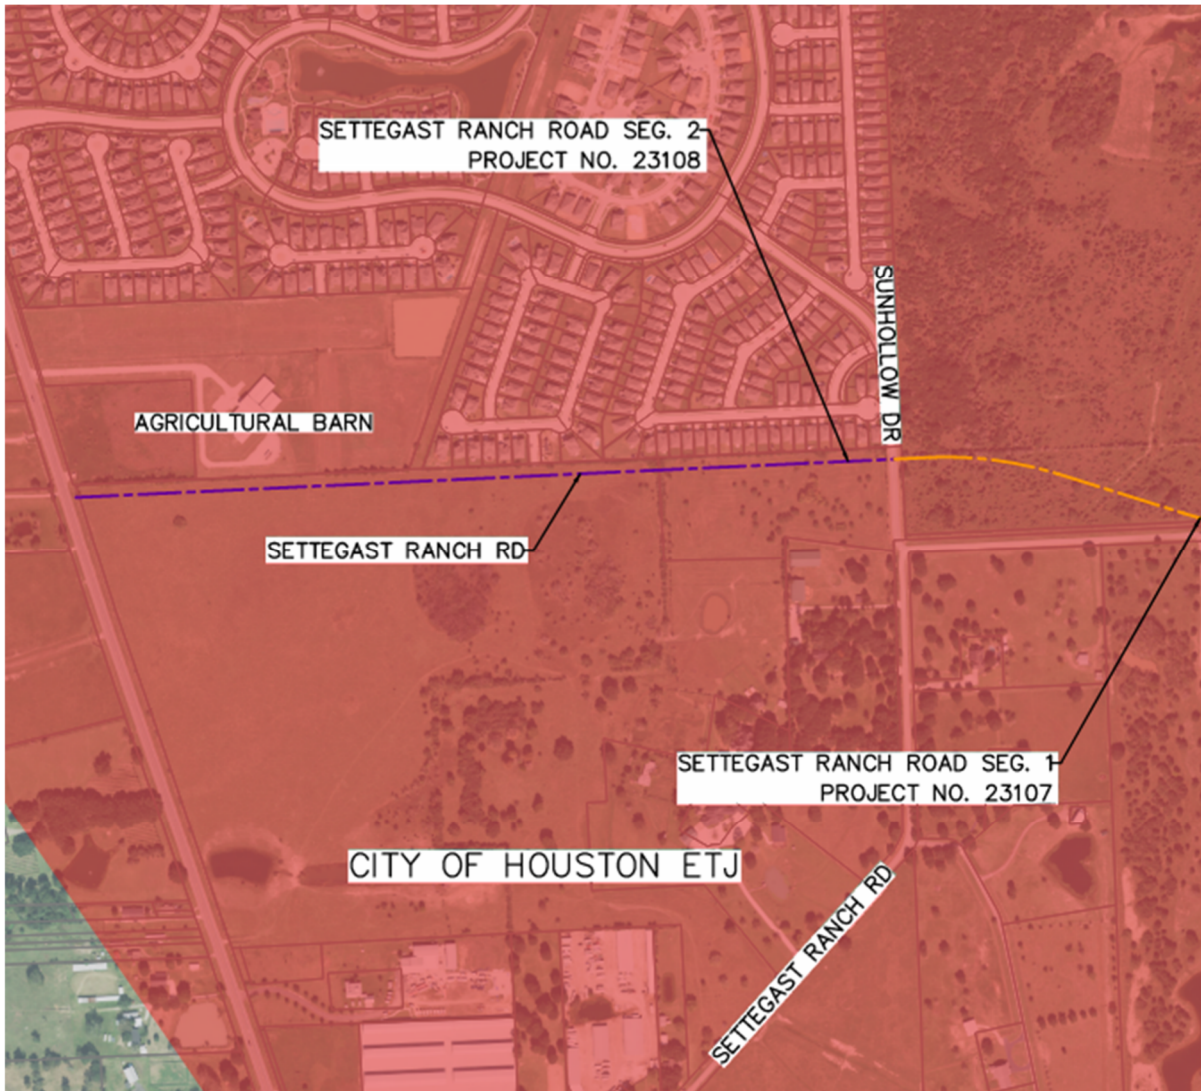 SETTEGAST RANCH ROAD SEG. 2
PROJECT NO. 23108
SUNHOLLOW DR
AGRICULTURAL BARN
SETTEGAST RANCH RD
SETTEGAST RANCH ROAD SEG. 1
PROJECT NO. 23107
CITY OF HOUSTON ETJ
SETTEGAST RANCH RD